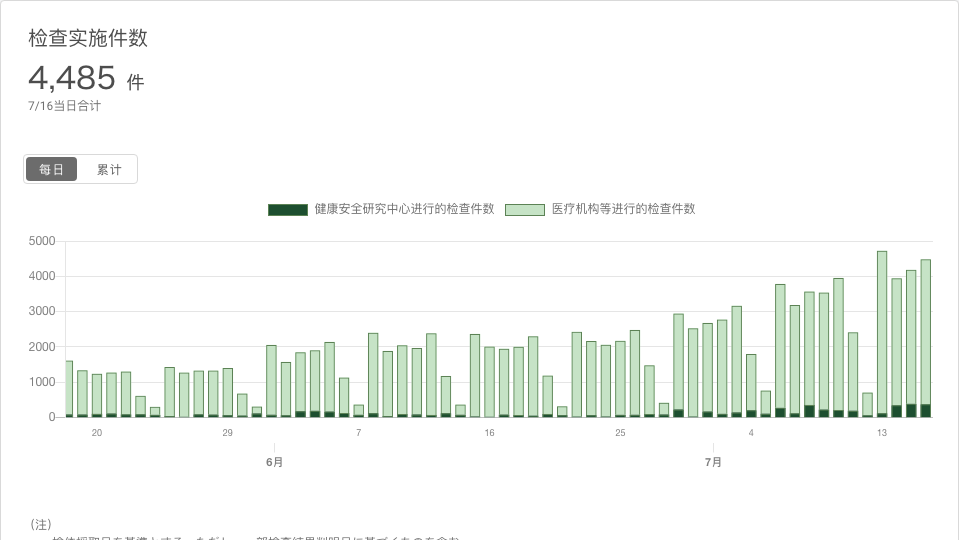 检查实施件数
4,485 件
7/16当日合计
每日 累计
健康安全研究中心进行的检查件数 医疗机构等进行的检查件数
5000
4000
3000
2000
1000
0
20 29 7 16 25 4 13
6月 7月
(注)